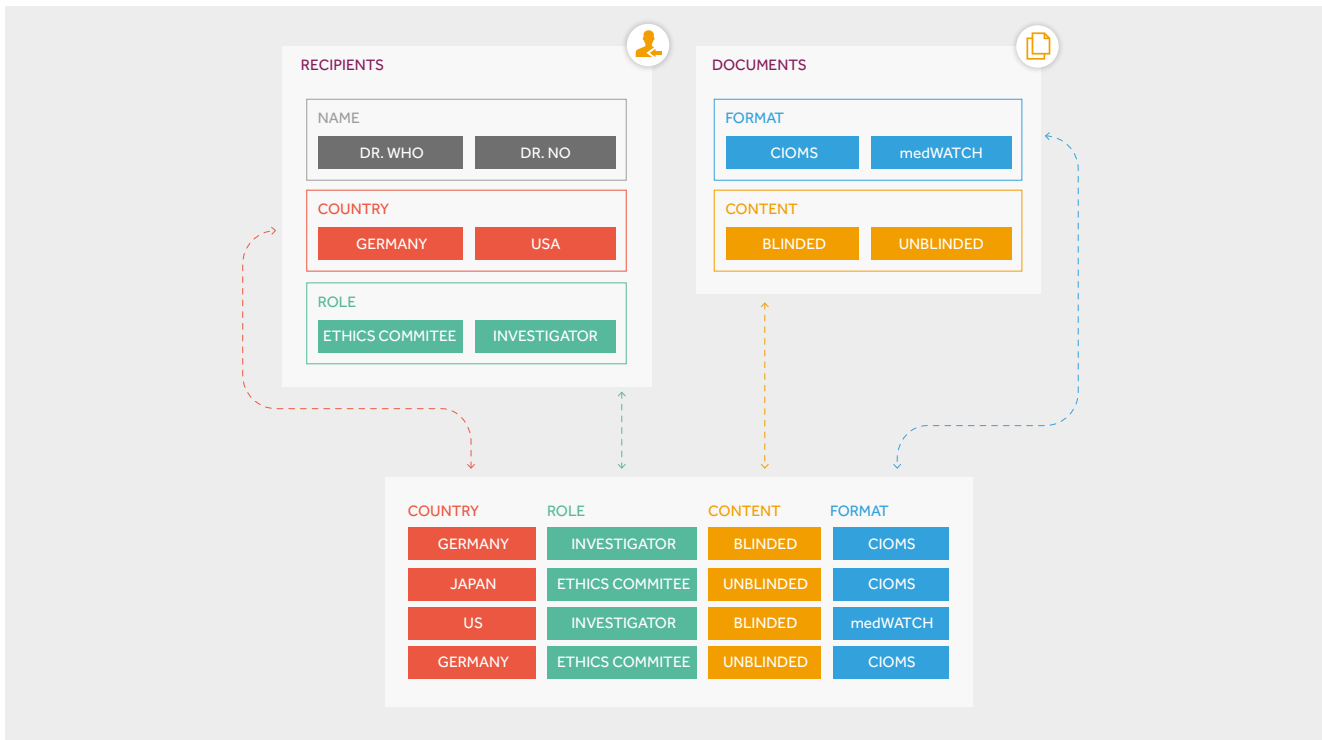 RECIPIENTS
NAME
DR. WHO DR. NO
COUNTRY
GERMANY USA
ROLE
ETHICS COMMITEE INVESTIGATOR
DOCUMENTS
FORMAT
CIOMS medWATCH
CONTENT
BLINDED UNBLINDED
COUNTRY ROLE CONTENT FORMAT
GERMANY INVESTIGATOR BLINDED CIOMS
JAPAN ETHICS COMMITEE UNBLINDED CIOMS
US INVESTIGATOR BLINDED medWATCH
GERMANY ETHICS COMMITEE UNBLINDED CIOMS